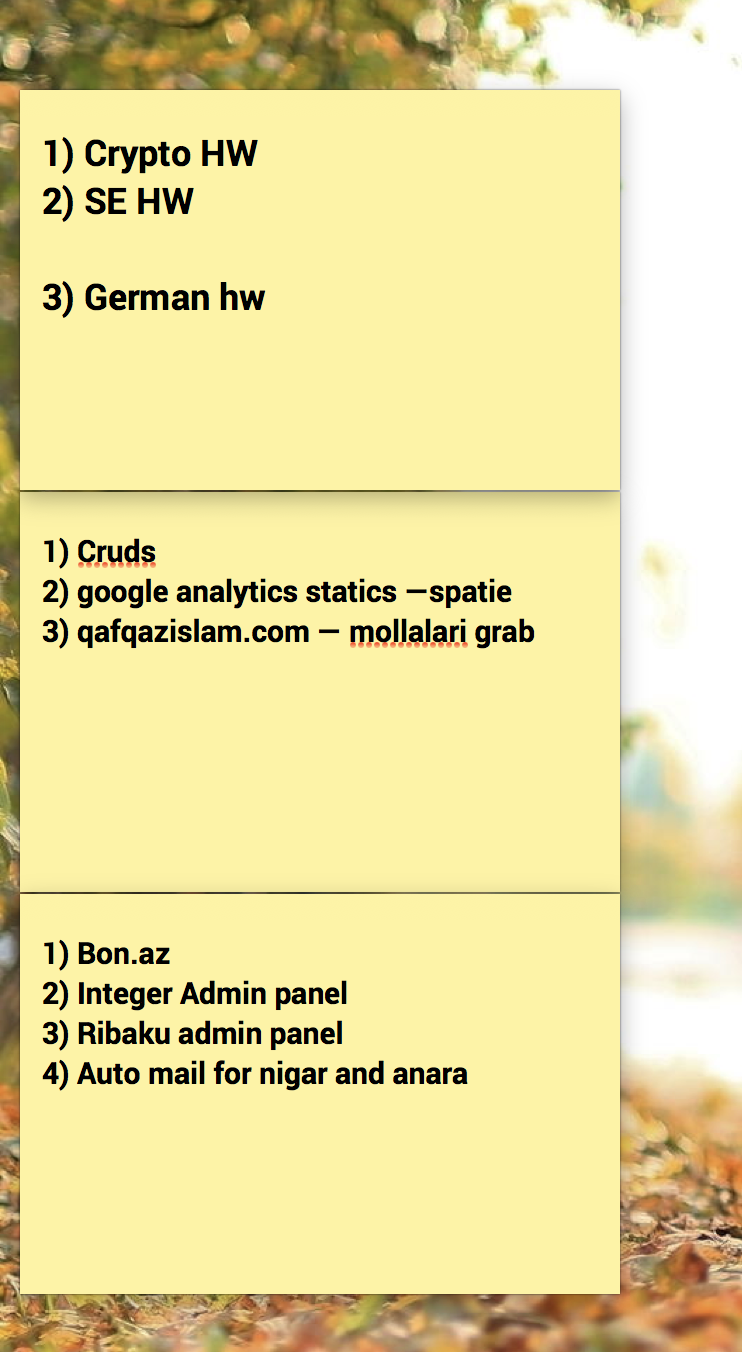 1) Crypto HW
2) SE HW
3) German hw
1) Cruds
2) google analytics statics —spatie
3) qafqazislam.com — mollalari grab
1) Bon.az
2) Integer Admin panel
3) Ribaku admin panel
4) Auto mail for nigar and anara